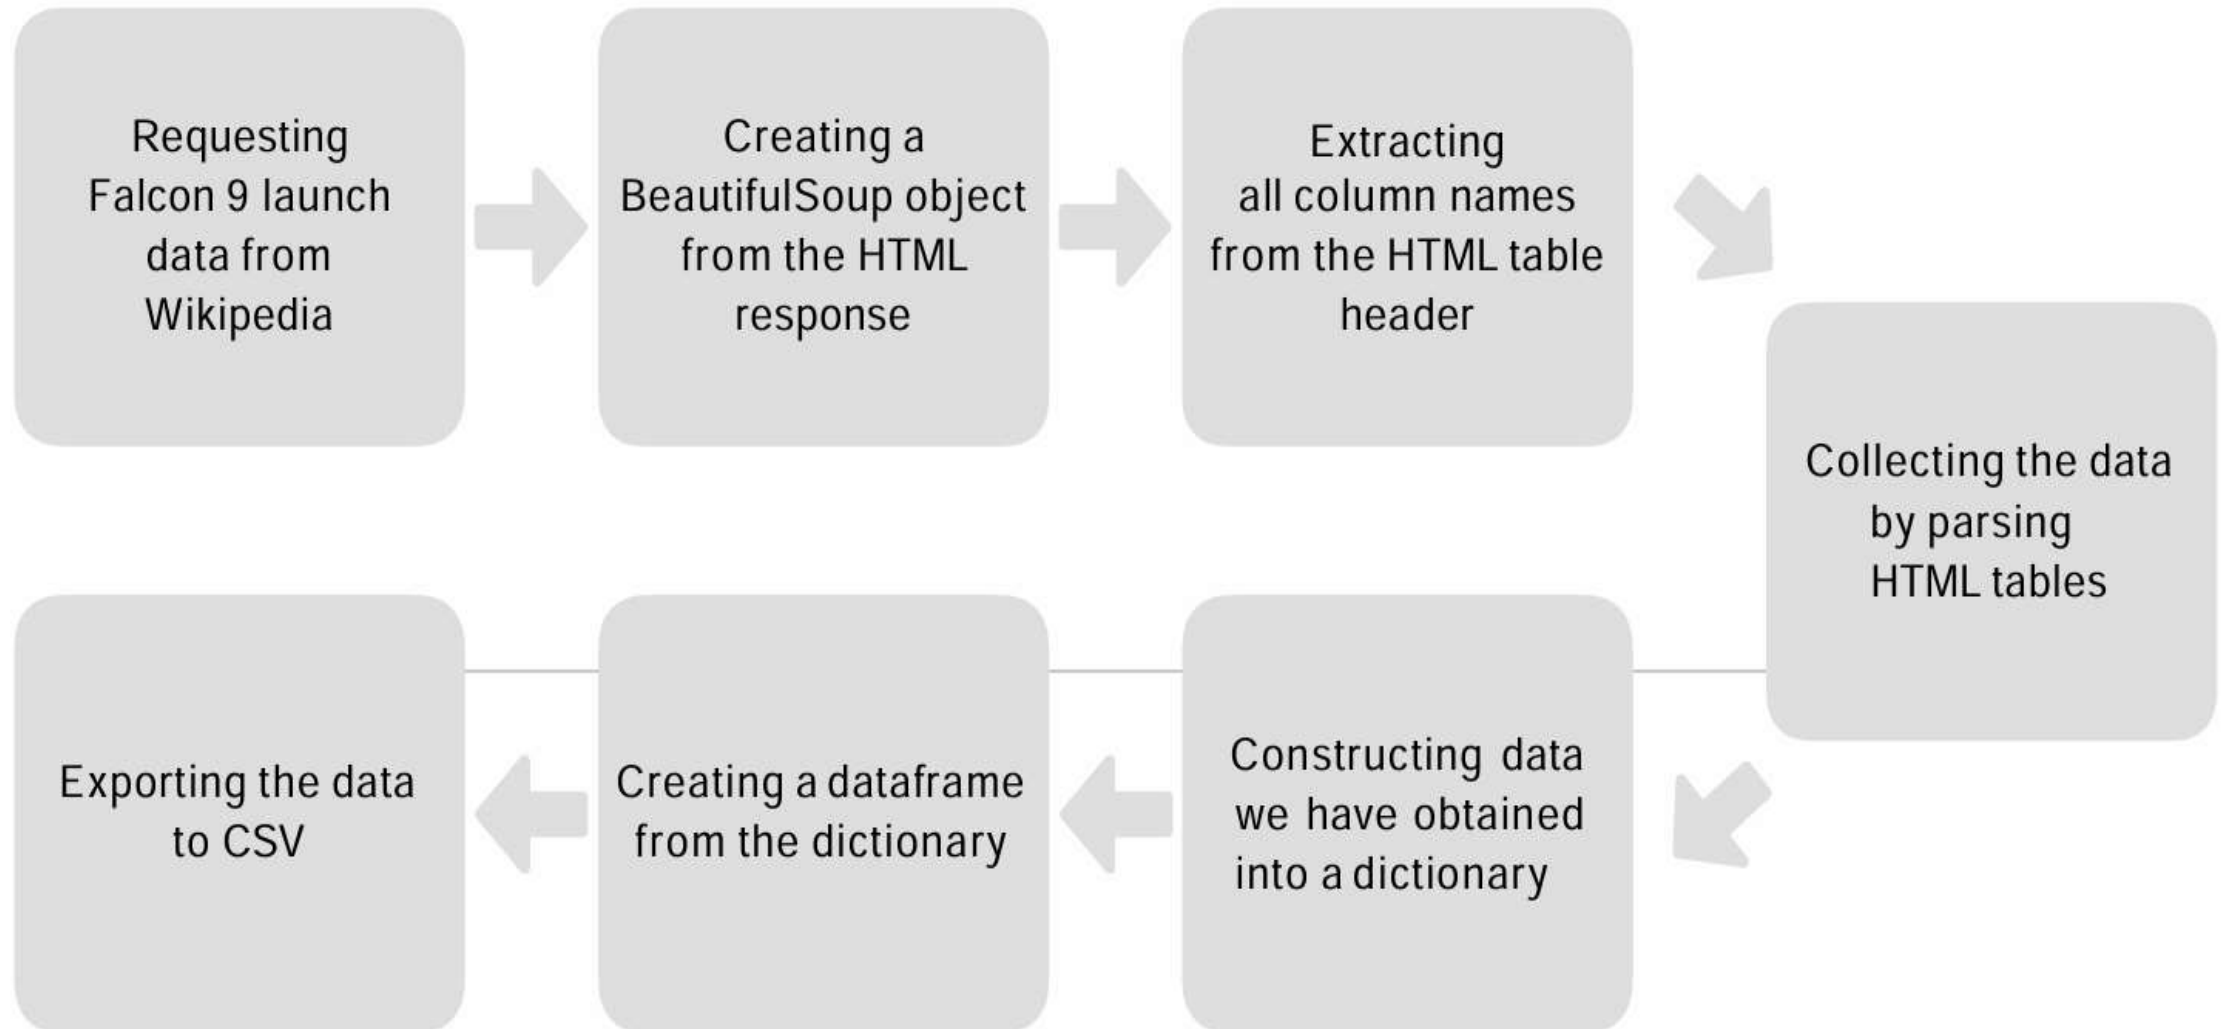 Requesting
Falcon 9 launch
data from
Wikipedia
Creating a
BeautifulSoup object
from the HTML
response
Extracting
all column names
from the HTML table
header
Collecting the data
by parsing
HTML tables
Constructing data
we have obtained
into a dictionary
Creating a dataframe
from the dictionary
Exporting the data
to CSV